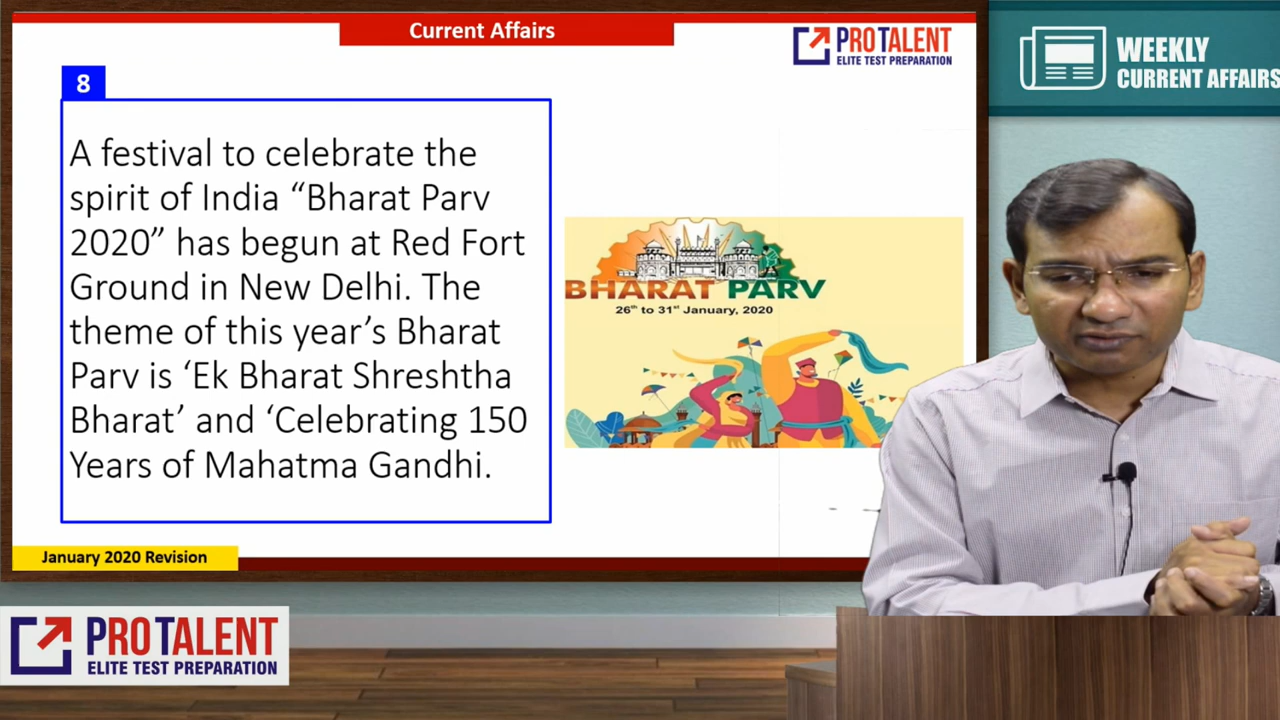 Current Affairs
PROTALENT
ELITE TEST PREPARATION
WEEKLY
CURRENT AFFAIRS
8
A festival to celebrate the
spirit of India “Bharat Parv
2020” has begun at Red Fort
Ground in New Delhi. The
theme of this year’s Bharat
Parv is ‘Ek Bharat Shreshtha
Bharat’ and ‘Celebrating 150
Years of Mahatma Gandhi.
BHARAT PARV
26th to 31st January, 2020
January 2020 Revision
PROTALENT
ELITE TEST PREPARATION